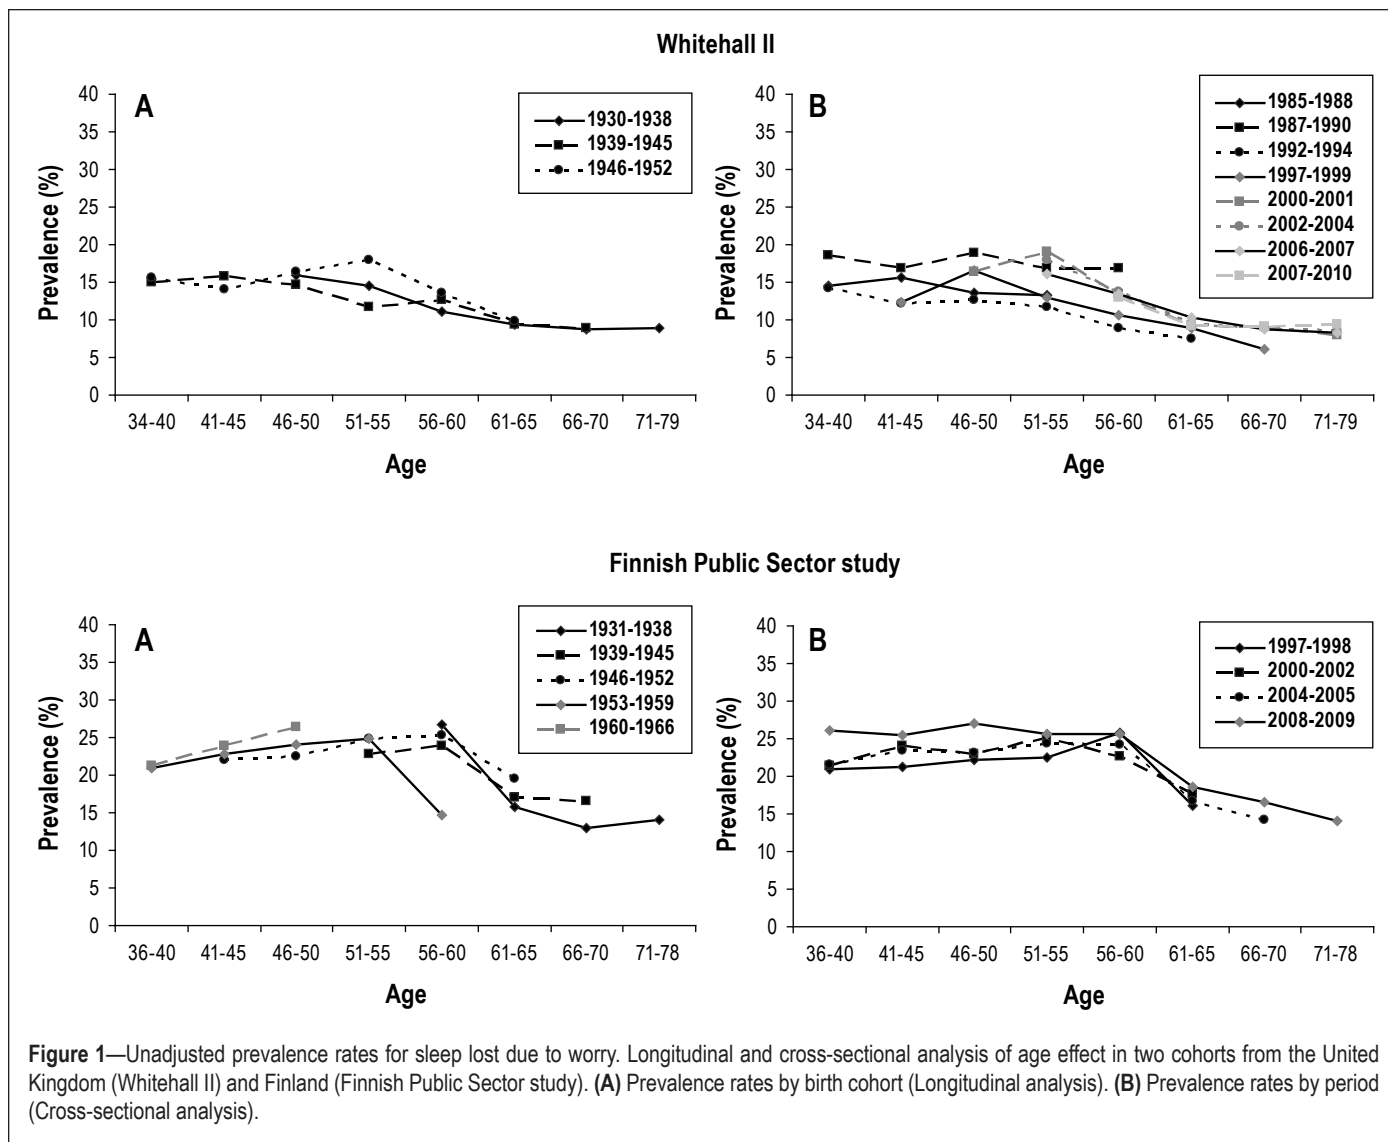 Whitehall II
A
Prevalence (%)
40
35
30
25
20
15
10
5
0
34-40 41-45 46-50 51-55 56-60 61-65 66-70 71-79
Age
1930-1938
1939-1945
1946-1952
B
Prevalence (%)
40
35
30
25
20
15
10
5
0
34-40 41-45 46-50 51-55 56-60 61-65 66-70 71-79
Age
1985-1988
1987-1990
1992-1994
1997-1999
2000-2001
2002-2004
2006-2007
2007-2010
Finnish Public Sector study
A
Prevalence (%)
40
35
30
25
20
15
10
5
0
36-40 41-45 46-50 51-55 56-60 61-65 66-70 71-78
Age
1931-1938
1939-1945
1946-1952
1953-1959
1960-1966
B
Prevalence (%)
40
35
30
25
20
15
10
5
0
36-40 41-45 46-50 51-55 56-60 61-65 66-70 71-78
Age
1997-1998
2000-2002
2004-2005
2008-2009
Figure 1—Unadjusted prevalence rates for sleep lost due to worry. Longitudinal and cross-sectional analysis of age effect in two cohorts from the United
Kingdom (Whitehall II) and Finland (Finnish Public Sector study). (A) Prevalence rates by birth cohort (Longitudinal analysis). (B) Prevalence rates by period
(Cross-sectional analysis).